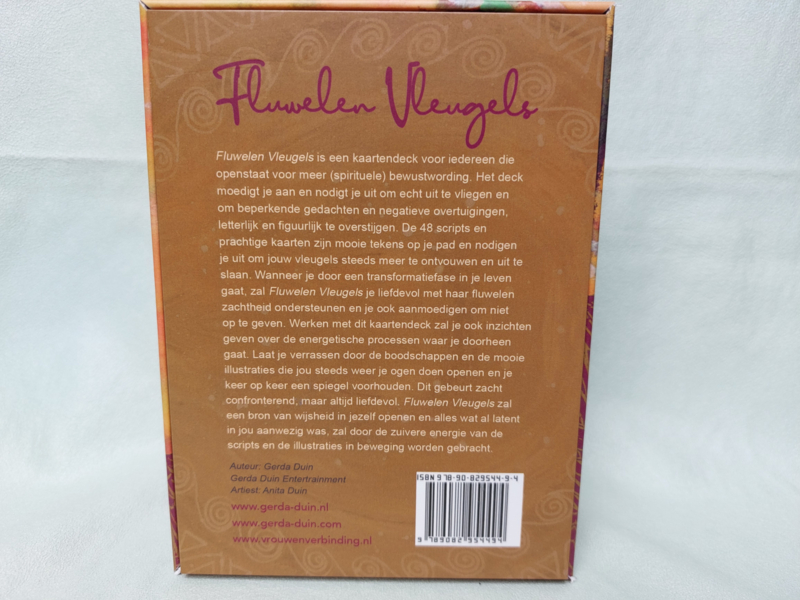 Fluwelen Vleugels
Fluwelen Vleugels is een kaartendeck voor iedereen die
openstaat voor meer (spirituele) bewustwording. Het deck
moedigt je aan en nodigt je uit om echt uit te vliegen en
om beperkende gedachten en negatieve overtuigingen,
letterlijk en figuurlijk te overstijgen. De 48 scripts en
prachtige kaarten zijn mooie tekens op je pad en nodigen
je uit om jouw vleugels steeds meer te ontvouwen en uit te
slaan. Wanneer je door een transformatiefase in je leven
gaat, zal Fluwelen Vleugels je liefdevol met haar fluwelen
zachtheid ondersteunen en je ook aanmoedigen om niet
op te geven. Werken met dit kaartendeck zal je ook inzichten
geven over de energetische processen waar je doorheen
gaat. Laat je verrassen door de boodschappen en de mooie
illustraties die jou steeds weer je ogen doen openen en je
keer op keer een spiegel voorhouden. Dit gebeurt zacht
confronterend, maar altijd liefdevol. Fluwelen Vleugels zal
een bron van wijsheid in jezelf openen en alles wat al latent
in jou aanwezig was, zal door de zuivere energie van de
scripts en de illustraties in beweging worden gebracht.
Auteur: Gerda Duin
Gerda Duin Entertrainment
Artiest: Anita Duin
www.gerda-duin.nl
www.gerda-duin.com
www.vrouwenverbinding.nl
ISBN 978-90-829544-9-4
9 789082 954494